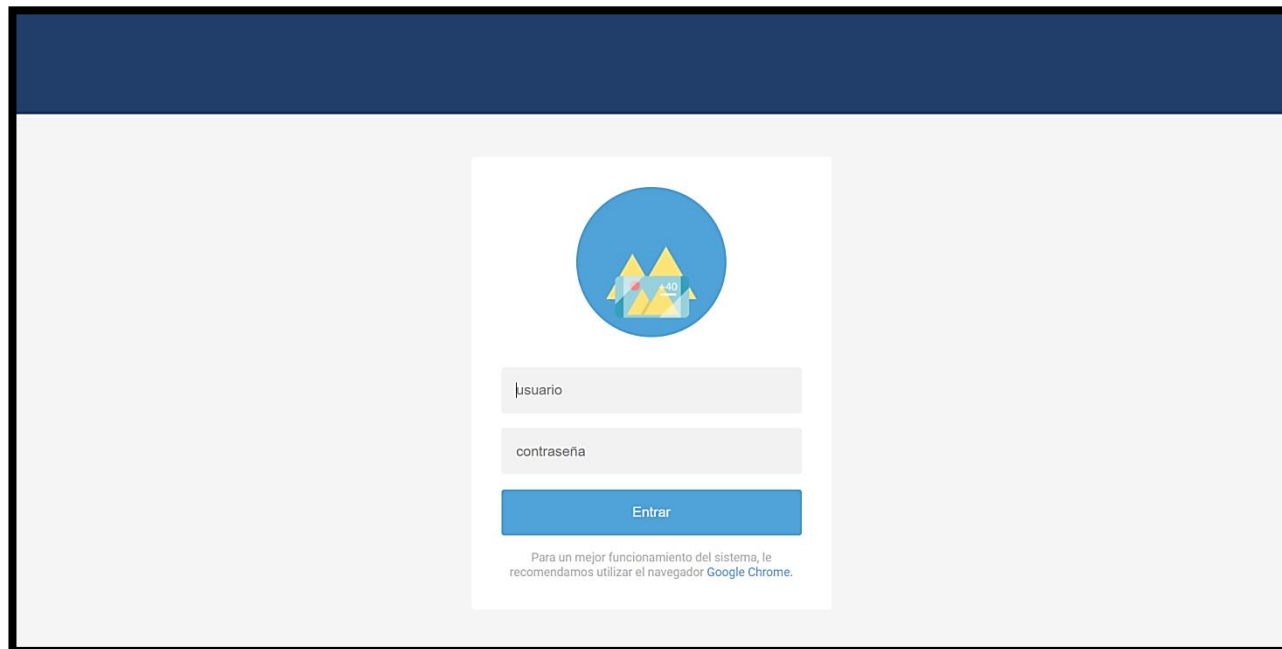 +40
usuario
contraseña
Entrar
Para un mejor funcionamiento del sistema, le
recomendamos utilizar el navegador Google Chrome.